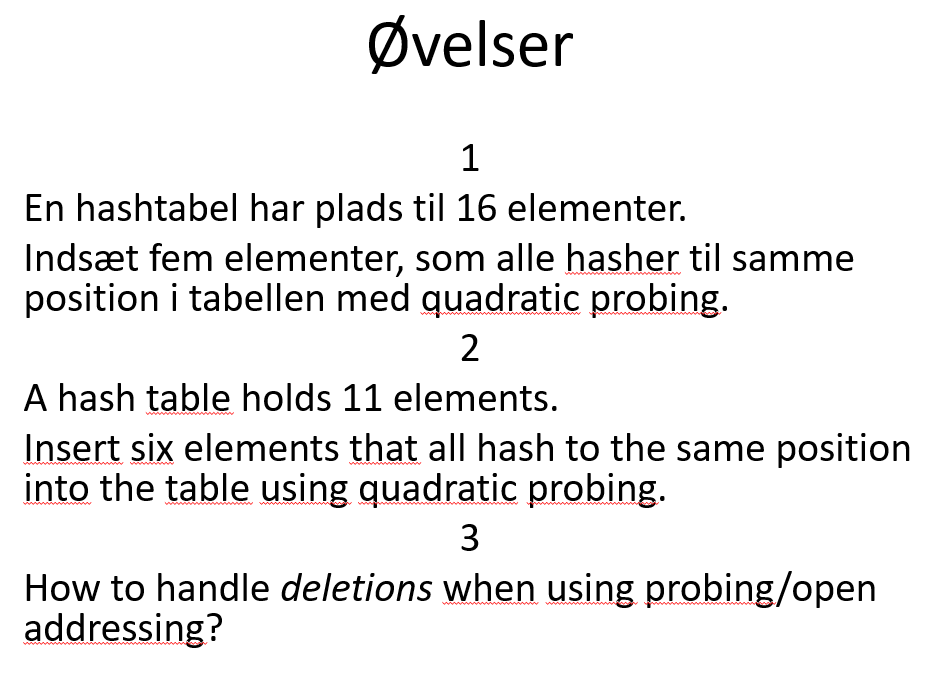 Øvelser
1
En hashtabel har plads til 16 elementer.
Indsæt fem elementer, som alle hasher til samme
position i tabellen med quadratic probing.
2
A hash table holds 11 elements.
Insert six elements that all hash to the same position
into the table using quadratic probing.
3
How to handle deletions when using probing/open
addressing?